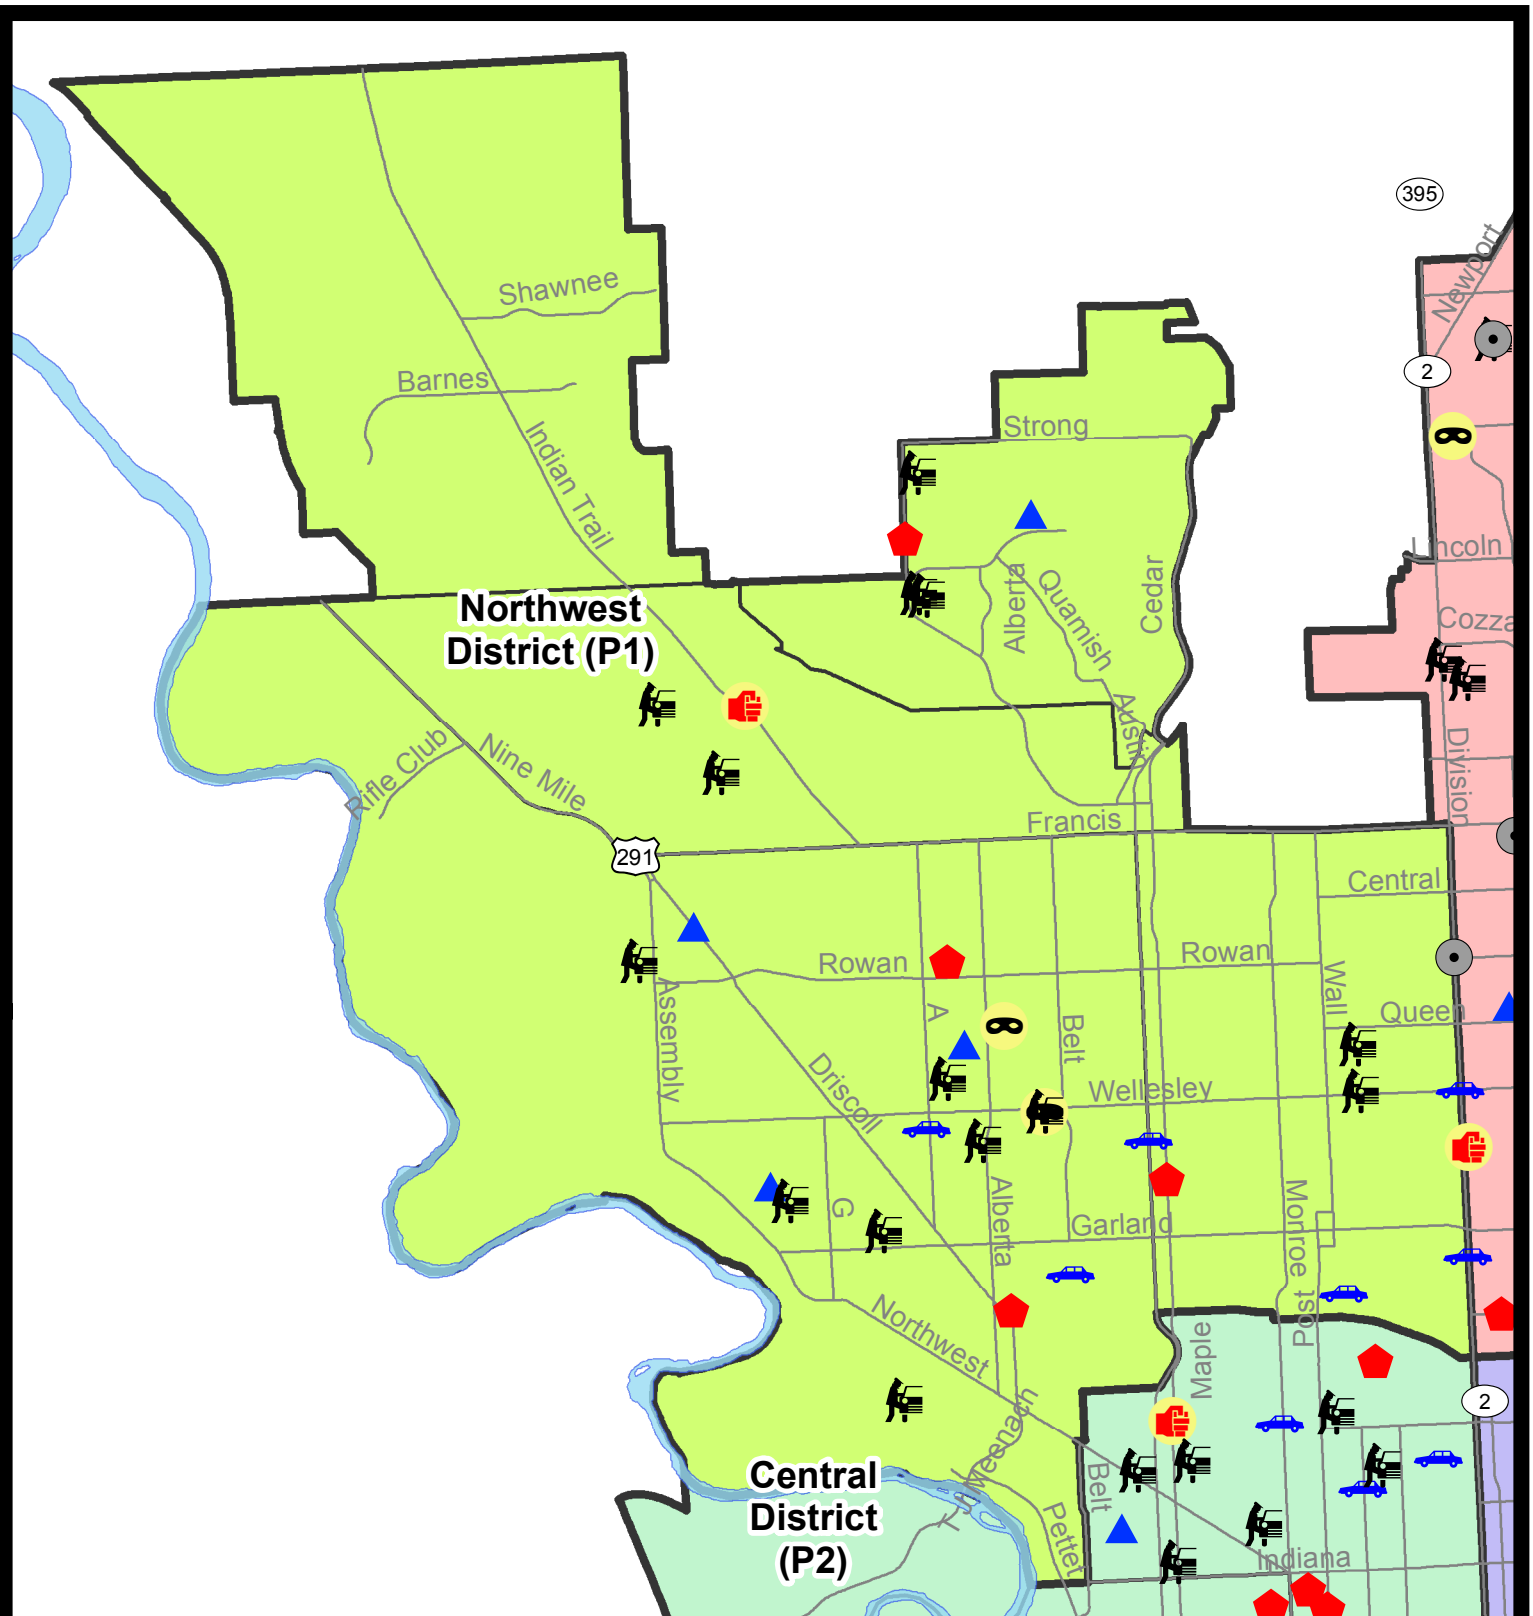 395
Newport
Shawnee
2
Barnes
Strong
Indian Trail
Lincoln
Alberta
Quamish
Cedar
Northwest
District (P1)
Cozza
Austin
Rifle Club
Nine Mile
Division
Francis
291
Central
Rowan
Rowan
Assembly
A
Belt
Wall
Queen
Driscoll
Wellesley
G
Alberta
Garland
Monroe
Post
Northwest
Maple
2
T J Meenach
Central
District
(P2)
Belt
Pettet
Indiana